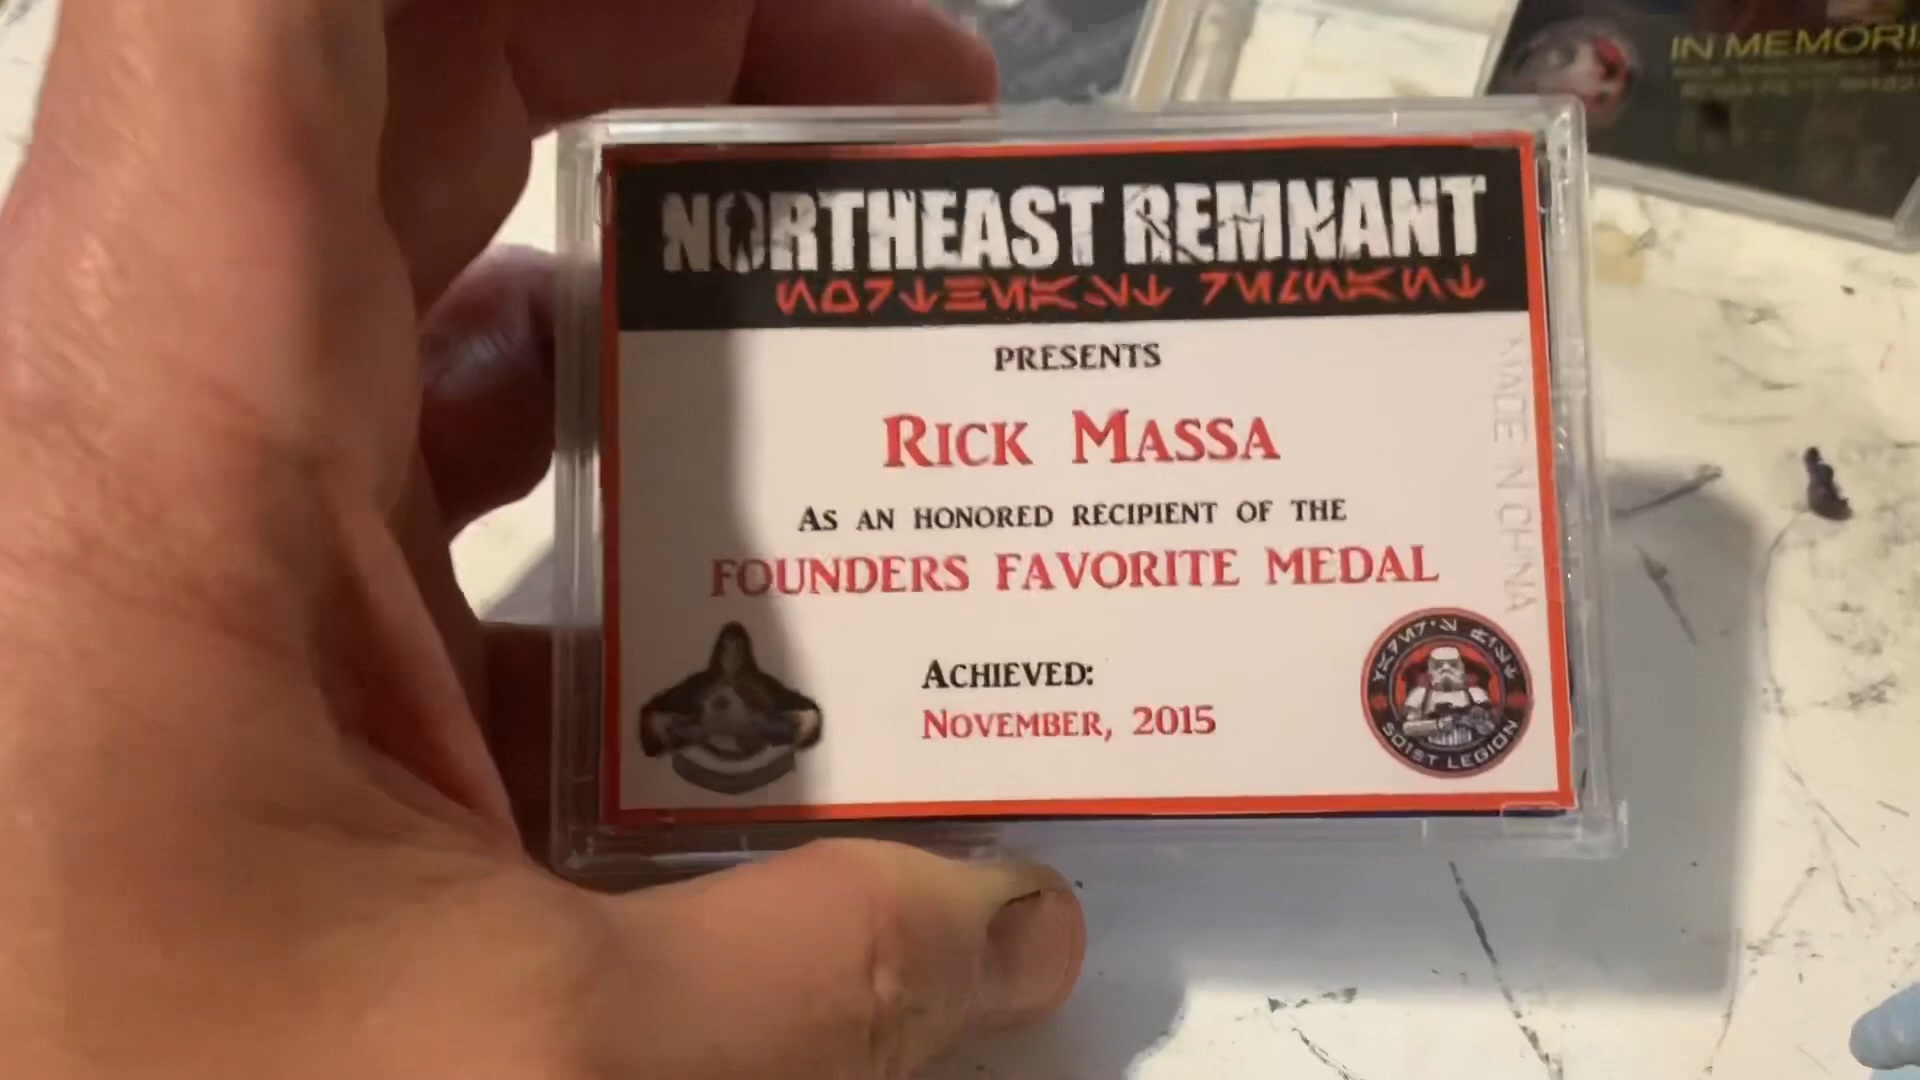 NORTHEAST REMNANT
PRESENTS
RICK MASSA
AS AN HONORED RECIPIENT OF THE
FOUNDERS FAVORITE MEDAL
ACHIEVED:
NOVEMBER, 2015
501ST LEGION
MADE IN CHINA
IN